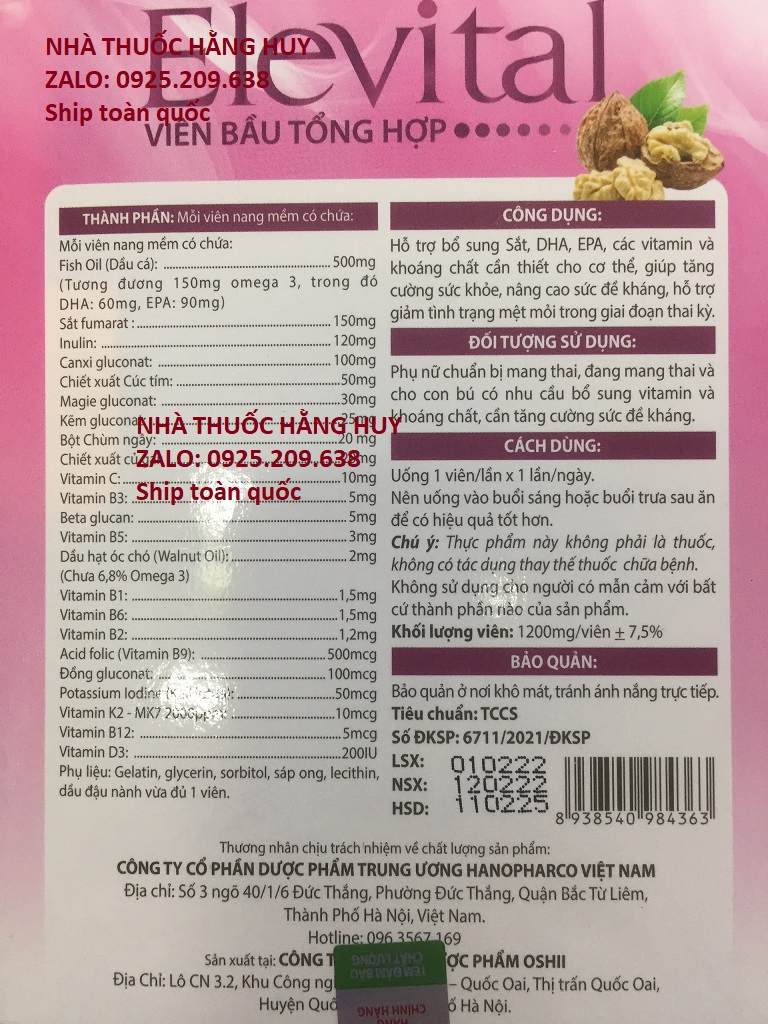 Elevital
NHÀ THUỐC HẰNG HUY
ZALO: 0925.209.638
Ship toàn quốc
VIÊN BẦU TỔNG HỢP
THÀNH PHẦN: Mỗi viên nang mềm có chứa:
Mỗi viên nang mềm có chứa:
Fish Oil (Dầu cá): 500mg
(Tương đương 150mg omega 3, trong đó
DHA: 60mg, EPA: 90mg)
Sắt fumarat: 150mg
Inulin: 120mg
Canxi gluconat: 100mg
Chiết xuất Cúc tím: 50mg
Magie gluconat: 30mg
Kẽm gluconat 25mg
Bột Chùm ngây: 20 mg
Chiết xuất
Vitamin C: 10mg
Vitamin B3: 5mg
Beta glucan: 5mg
Vitamin B5: 3mg
Dầu hạt óc chó (Walnut Oil): 2mg
(Chưa 6,8% Omega 3)
Vitamin B1: 1,5mg
Vitamin B6: 1,5mg
Vitamin B2: 1,2mg
Acid folic (Vitamin B9): 500mcg
Đồng gluconat: 100mcg
Potassium Iodine 50mcg
Vitamin K2 - MK7 2000ppm: 10mcg
Vitamin B12: 5mcg
Vitamin D3: 200IU
Phụ liệu: Gelatin, glycerin, sorbitol, sáp ong, lecithin,
dầu đậu nành vừa đủ 1 viên.
NHÀ THUỐC HẰNG HUY
ZALO: 0925.209.638
Ship toàn quốc
CÔNG DỤNG:
Hỗ trợ bổ sung Sắt, DHA, EPA, các vitamin và
khoáng chất cần thiết cho cơ thể, giúp tăng
cường sức khỏe, nâng cao sức đề kháng, hỗ trợ
giảm tình trạng mệt mỏi trong giai đoạn thai kỳ.
ĐỐI TƯỢNG SỬ DỤNG:
Phụ nữ chuẩn bị mang thai, đang mang thai và
cho con bú có nhu cầu bổ sung vitamin và
khoáng chất, cần tăng cường sức đề kháng.
CÁCH DÙNG:
Uống 1 viên/lần x 1 lần/ngày.
Nên uống vào buổi sáng hoặc buổi trưa sau ăn
để có hiệu quả tốt hơn.
Chú ý: Thực phẩm này không phải là thuốc,
không có tác dụng thay thế thuốc chữa bệnh.
Không sử dụng cho người có mẫn cảm với bất
cứ thành phần nào của sản phẩm.
Khối lượng viên: 1200mg/viên ± 7,5%
BẢO QUẢN:
Bảo quản ở nơi khô mát, tránh ánh nắng trực tiếp.
Tiêu chuẩn: TCCS
Số ĐKSP: 6711/2021/ĐKSP
LSX: 010222
NSX: 120222
HSD: 110225
8 938540 984363
Thương nhân chịu trách nhiệm về chất lượng sản phẩm:
CÔNG TY CỔ PHẦN DƯỢC PHẨM TRUNG ƯƠNG HANOPHARCO VIỆT NAM
Địa chỉ: Số 3 ngõ 40/1/6 Đức Thắng, Phường Đức Thắng, Quận Bắc Từ Liêm,
Thành Phố Hà Nội, Việt Nam.
Hotline: 096 3567 169
Sản xuất tại: CÔNG T ỢC PHẨM OSHII
Địa Chỉ: Lô CN 3.2, Khu Công ng – Quốc Oai, Thị trấn Quốc Oai,
Huyện Quố ố Hà Nội.
TEM ĐẢM BẢO
CHẤT LƯỢNG
HÀNG
CHÍNH HÃNG